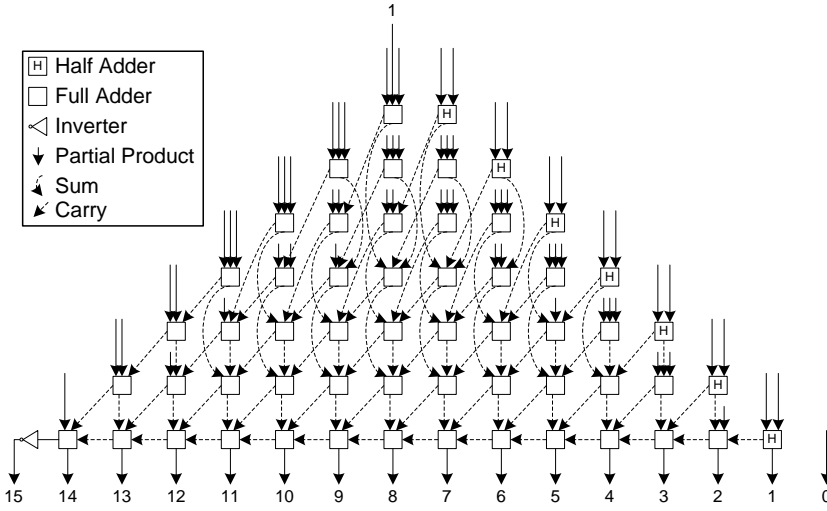 1
H Half Adder
Full Adder
Inverter
Partial Product
Sum
Carry
H
H
H
H
H
H
H
15 14 13 12 11 10 9 8 7 6 5 4 3 2 1 0